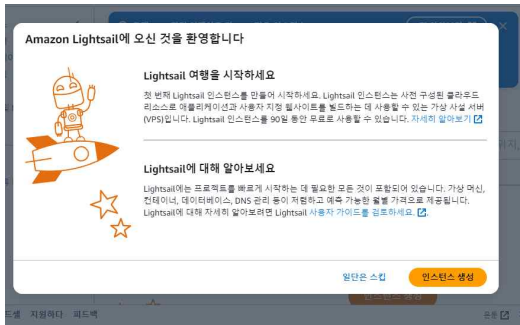 Amazon Lightsail에 오신 것을 환영합니다
Lightsail 여행을 시작하세요
첫 번째 Lightsail 인스턴스를 만들어 시작하세요. Lightsail 인스턴스는 사전 구성된 클라우드
리소스로 애플리케이션과 사용자 지정 웹사이트를 빌드하는 데 사용할 수 있는 가상 사설 서버
(VPS)입니다. Lightsail 인스턴스를 90일 동안 무료로 사용할 수 있습니다. 자세히 알아보기
Lightsail에 대해 알아보세요
Lightsail에는 프로젝트를 빠르게 시작하는 데 필요한 모든 것이 포함되어 있습니다. 가상 머신,
컨테이너, 데이터베이스, DNS 관리 등이 저렴하고 예측 가능한 월별 가격으로 제공됩니다.
Lightsail에 대해 자세히 알아보려면 Lightsail 사용자 가이드를 검토하세요.
일단은 스킵
인스턴스 생성
인스턴스 생성
지원하다 피드백